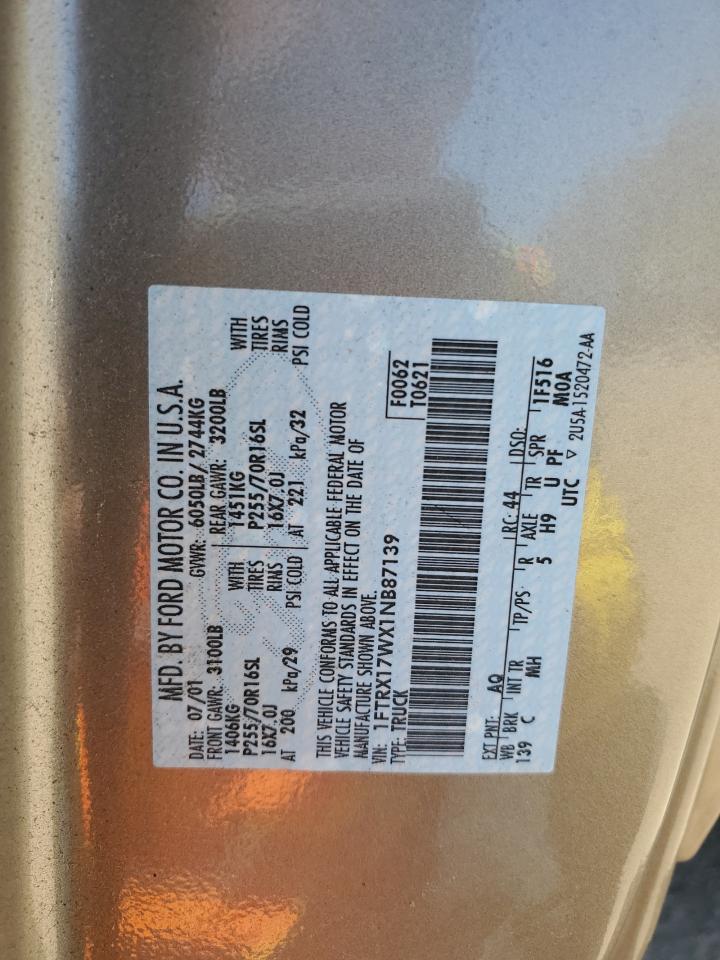 MFD. BY FORD MOTOR CO. IN U.S.A.
DATE: 07/01 GVWR: 6050LB / 2744KG
FRONT GAWR: 3100LB REAR GAWR: 3200LB
1406KG WITH 1451KG WITH
P255/70R16SL TIRES P255/70R16SL TIRES
16X7.0J RIMS 16X7.0J RIMS
AT 200 kPa/29 PSI COLD AT 221 kPa/32 PSI COLD
THIS VEHICLE CONFORMS TO ALL APPLICABLE FEDERAL MOTOR
VEHICLE SAFETY STANDARDS IN EFFECT ON THE DATE OF
MANUFACTURE SHOWN ABOVE.
VIN: 1FTRX17WX1NB87139 F0062
TYPE: TRUCK T0621
EXT PNT: AQ RC: 44 DSO:
WB BRK INT TR TP/PS R AXLE TR SPR 1F516
139 C MH 5 H9 U PF M0A
UTC ▽ 2U5A-1520472-AA